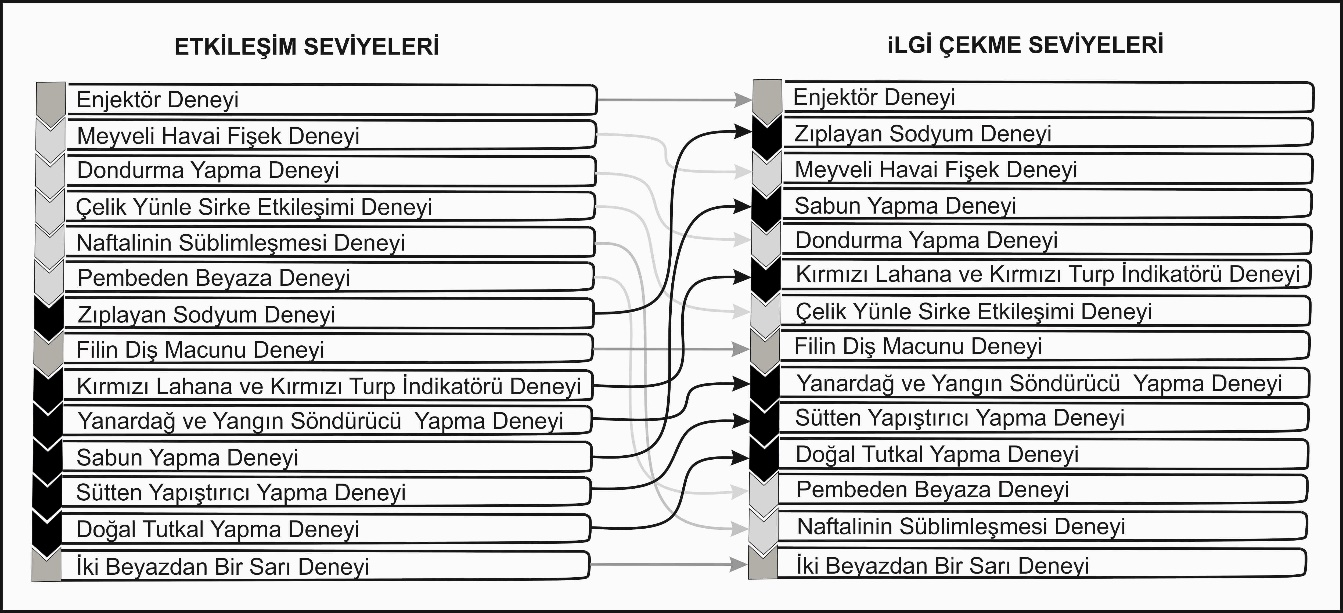 ETKİLEŞİM SEVİYELERİ
Enjektör Deneyi
Meyveli Havai Fişek Deneyi
Dondurma Yapma Deneyi
Çelik Yünle Sirke Etkileşimi Deneyi
Naftalinin Süblimleşmesi Deneyi
Pembeden Beyaza Deneyi
Zıplayan Sodyum Deneyi
Filin Diş Macunu Deneyi
Kırmızı Lahana ve Kırmızı Turp İndikatörü Deneyi
Yanardağ ve Yangın Söndürücü Yapma Deneyi
Sabun Yapma Deneyi
Sütten Yapıştırıcı Yapma Deneyi
Doğal Tutkal Yapma Deneyi
İki Beyazdan Bir Sarı Deneyi
iLGİ ÇEKME SEVİYELERİ
Enjektör Deneyi
Zıplayan Sodyum Deneyi
Meyveli Havai Fişek Deneyi
Sabun Yapma Deneyi
Dondurma Yapma Deneyi
Kırmızı Lahana ve Kırmızı Turp İndikatörü Deneyi
Çelik Yünle Sirke Etkileşimi Deneyi
Filin Diş Macunu Deneyi
Yanardağ ve Yangın Söndürücü Yapma Deneyi
Sütten Yapıştırıcı Yapma Deneyi
Doğal Tutkal Yapma Deneyi
Pembeden Beyaza Deneyi
Naftalinin Süblimleşmesi Deneyi
İki Beyazdan Bir Sarı Deneyi